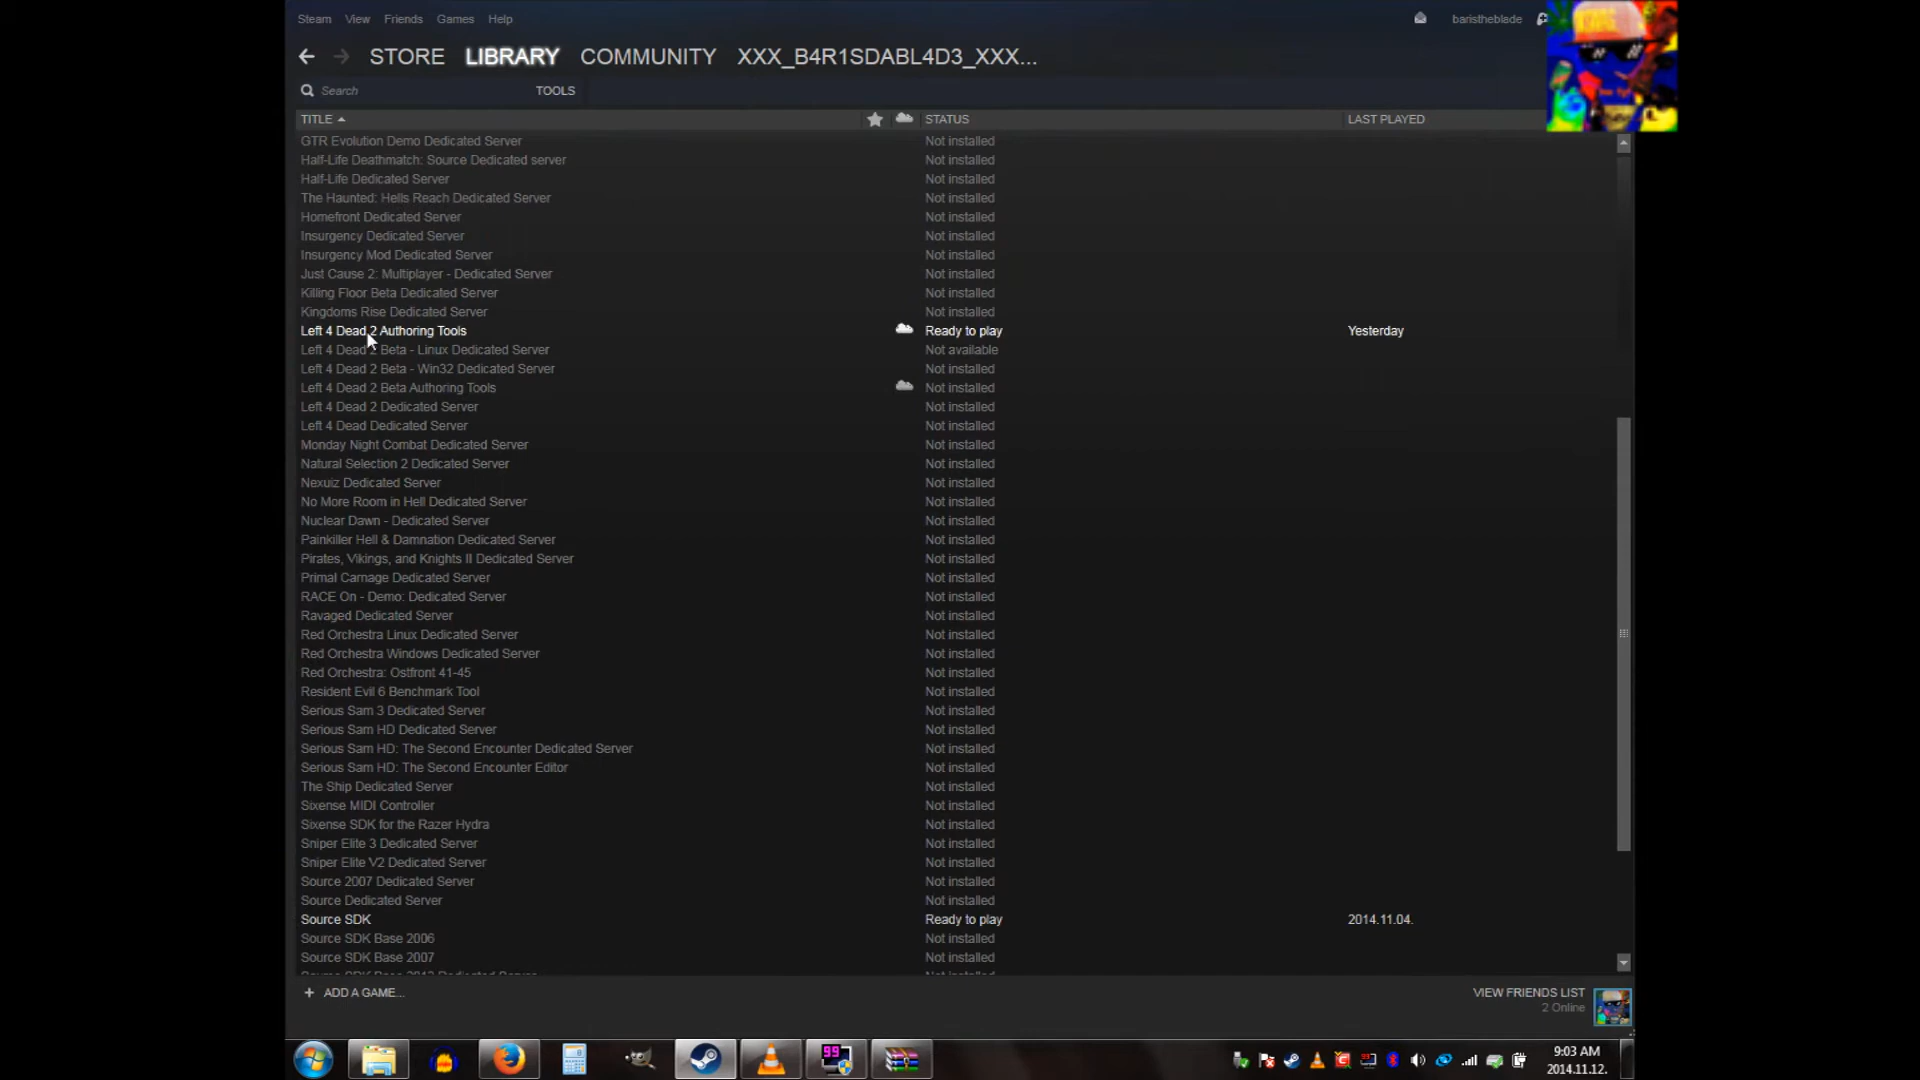 Steam View Friends Games Help baristheblade
STORE LIBRARY COMMUNITY XXX_B4R1SDABL4D3_XXX...
Search TOOLS
TITLE STATUS LAST PLAYED
GTR Evolution Demo Dedicated Server Not installed
Half-Life Deathmatch: Source Dedicated server Not installed
Half-Life Dedicated Server Not installed
The Haunted: Hells Reach Dedicated Server Not installed
Homefront Dedicated Server Not installed
Insurgency Dedicated Server Not installed
Insurgency Mod Dedicated Server Not installed
Just Cause 2: Multiplayer - Dedicated Server Not installed
Killing Floor Beta Dedicated Server Not installed
Kingdoms Rise Dedicated Server Not installed
Left 4 Dead 2 Authoring Tools Ready to play Yesterday
Left 4 Dead 2 Beta - Linux Dedicated Server Not available
Left 4 Dead 2 Beta - Win32 Dedicated Server Not installed
Left 4 Dead 2 Beta Authoring Tools Not installed
Left 4 Dead 2 Dedicated Server Not installed
Left 4 Dead Dedicated Server Not installed
Monday Night Combat Dedicated Server Not installed
Natural Selection 2 Dedicated Server Not installed
Nexuiz Dedicated Server Not installed
No More Room in Hell Dedicated Server Not installed
Nuclear Dawn - Dedicated Server Not installed
Painkiller Hell & Damnation Dedicated Server Not installed
Pirates, Vikings, and Knights II Dedicated Server Not installed
Primal Carnage Dedicated Server Not installed
RACE On - Demo: Dedicated Server Not installed
Ravaged Dedicated Server Not installed
Red Orchestra Linux Dedicated Server Not installed
Red Orchestra Windows Dedicated Server Not installed
Red Orchestra: Ostfront 41-45 Not installed
Resident Evil 6 Benchmark Tool Not installed
Serious Sam 3 Dedicated Server Not installed
Serious Sam HD Dedicated Server Not installed
Serious Sam HD: The Second Encounter Dedicated Server Not installed
Serious Sam HD: The Second Encounter Editor Not installed
The Ship Dedicated Server Not installed
Sixense MIDI Controller Not installed
Sixense SDK for the Razer Hydra Not installed
Sniper Elite 3 Dedicated Server Not installed
Sniper Elite V2 Dedicated Server Not installed
Source 2007 Dedicated Server Not installed
Source Dedicated Server Not installed
Source SDK Ready to play 2014.11.04.
Source SDK Base 2006 Not installed
Source SDK Base 2007 Not installed
Source SDK Base 2013 Dedicated Server Not installed
+ ADD A GAME... VIEW FRIENDS LIST
2 Online
99 9:03 AM
2014.11.12.